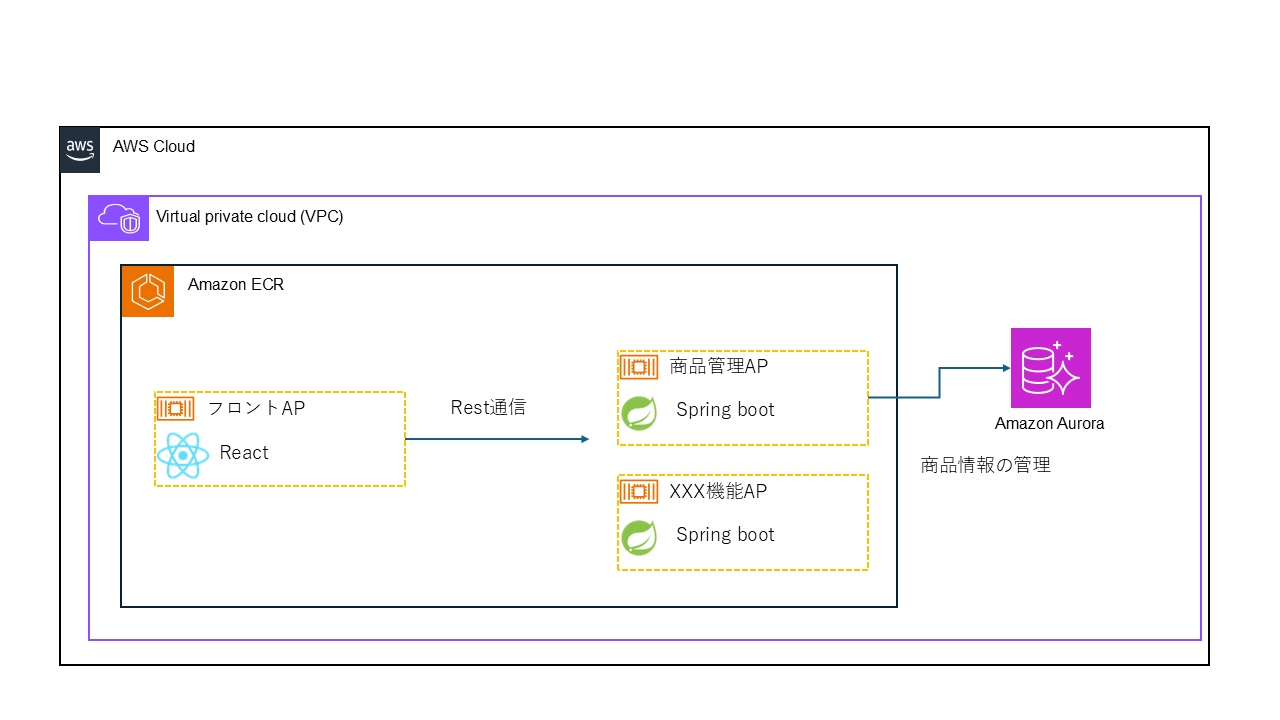 aws
AWS Cloud
Virtual private cloud (VPC)
Amazon ECR
フロントAP
React
Rest通信
商品管理AP
Spring boot
XXX機能AP
Spring boot
Amazon Aurora
商品情報の管理